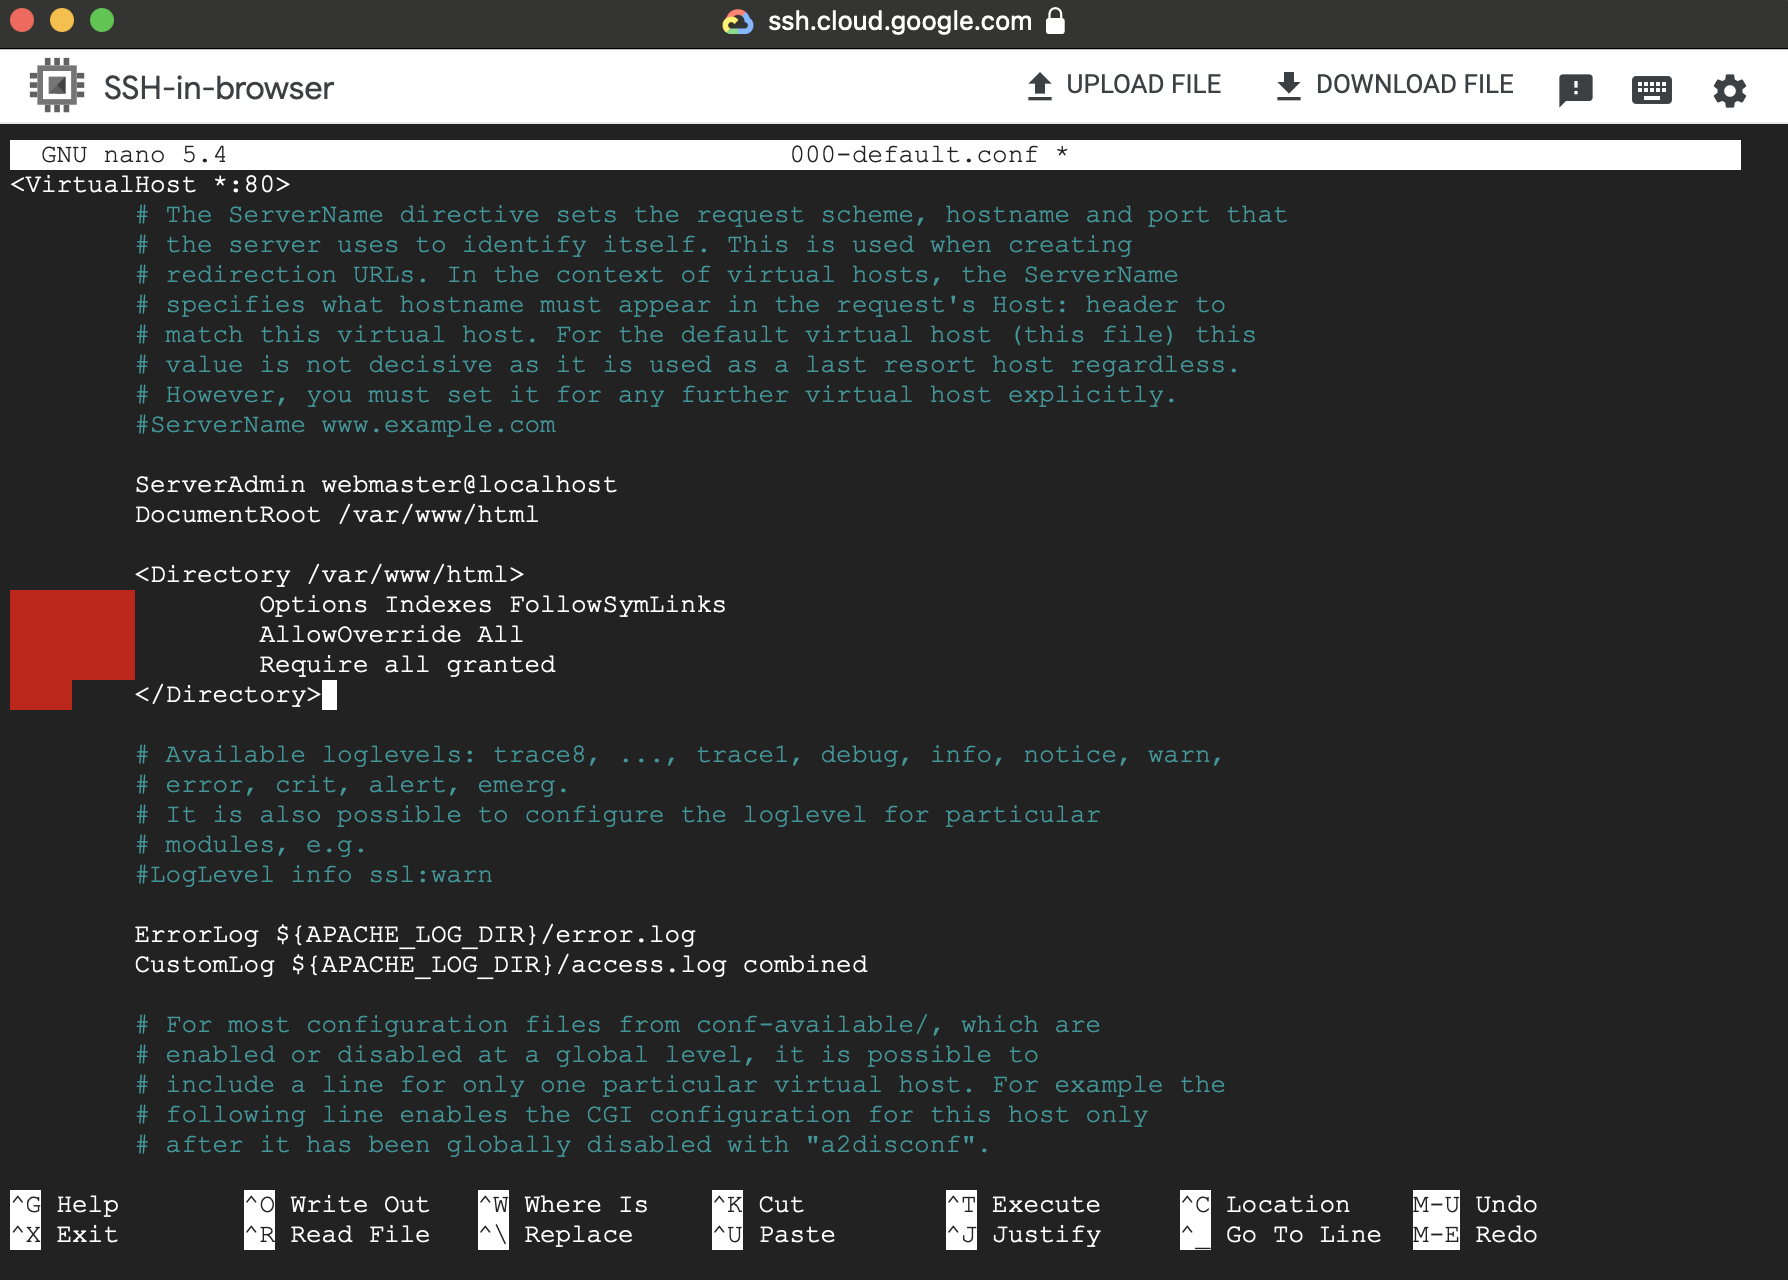 ssh.cloud.google.com
SSH-in-browser UPLOAD FILE DOWNLOAD FILE
GNU nano 5.4 000-default.conf *
<VirtualHost *:80>
# The ServerName directive sets the request scheme, hostname and port that
# the server uses to identify itself. This is used when creating
# redirection URLs. In the context of virtual hosts, the ServerName
# specifies what hostname must appear in the request's Host: header to
# match this virtual host. For the default virtual host (this file) this
# value is not decisive as it is used as a last resort host regardless.
# However, you must set it for any further virtual host explicitly.
#ServerName www.example.com
ServerAdmin webmaster@localhost
DocumentRoot /var/www/html
<Directory /var/www/html>
Options Indexes FollowSymLinks
AllowOverride All
Require all granted
</Directory>
# Available loglevels: trace8, ..., trace1, debug, info, notice, warn,
# error, crit, alert, emerg.
# It is also possible to configure the loglevel for particular
# modules, e.g.
#LogLevel info ssl:warn
ErrorLog ${APACHE_LOG_DIR}/error.log
CustomLog ${APACHE_LOG_DIR}/access.log combined
# For most configuration files from conf-available/, which are
# enabled or disabled at a global level, it is possible to
# include a line for only one particular virtual host. For example the
# following line enables the CGI configuration for this host only
# after it has been globally disabled with "a2disconf".
^G Help ^O Write Out ^W Where Is ^K Cut ^T Execute ^C Location M-U Undo
^X Exit ^R Read File ^\ Replace ^U Paste ^J Justify ^_ Go To Line M-E Redo